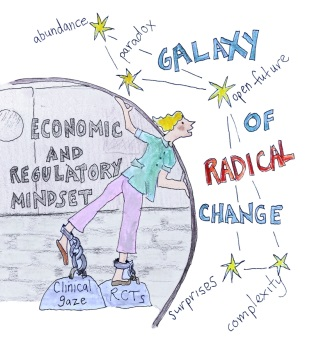 abundance
paradox
GALAXY
open future
OF
RADICAL
CHANGE
surprises
complexity
ECONOMIC
AND
REGULATORY
MINDSET
Clinical
gaze
RCTs